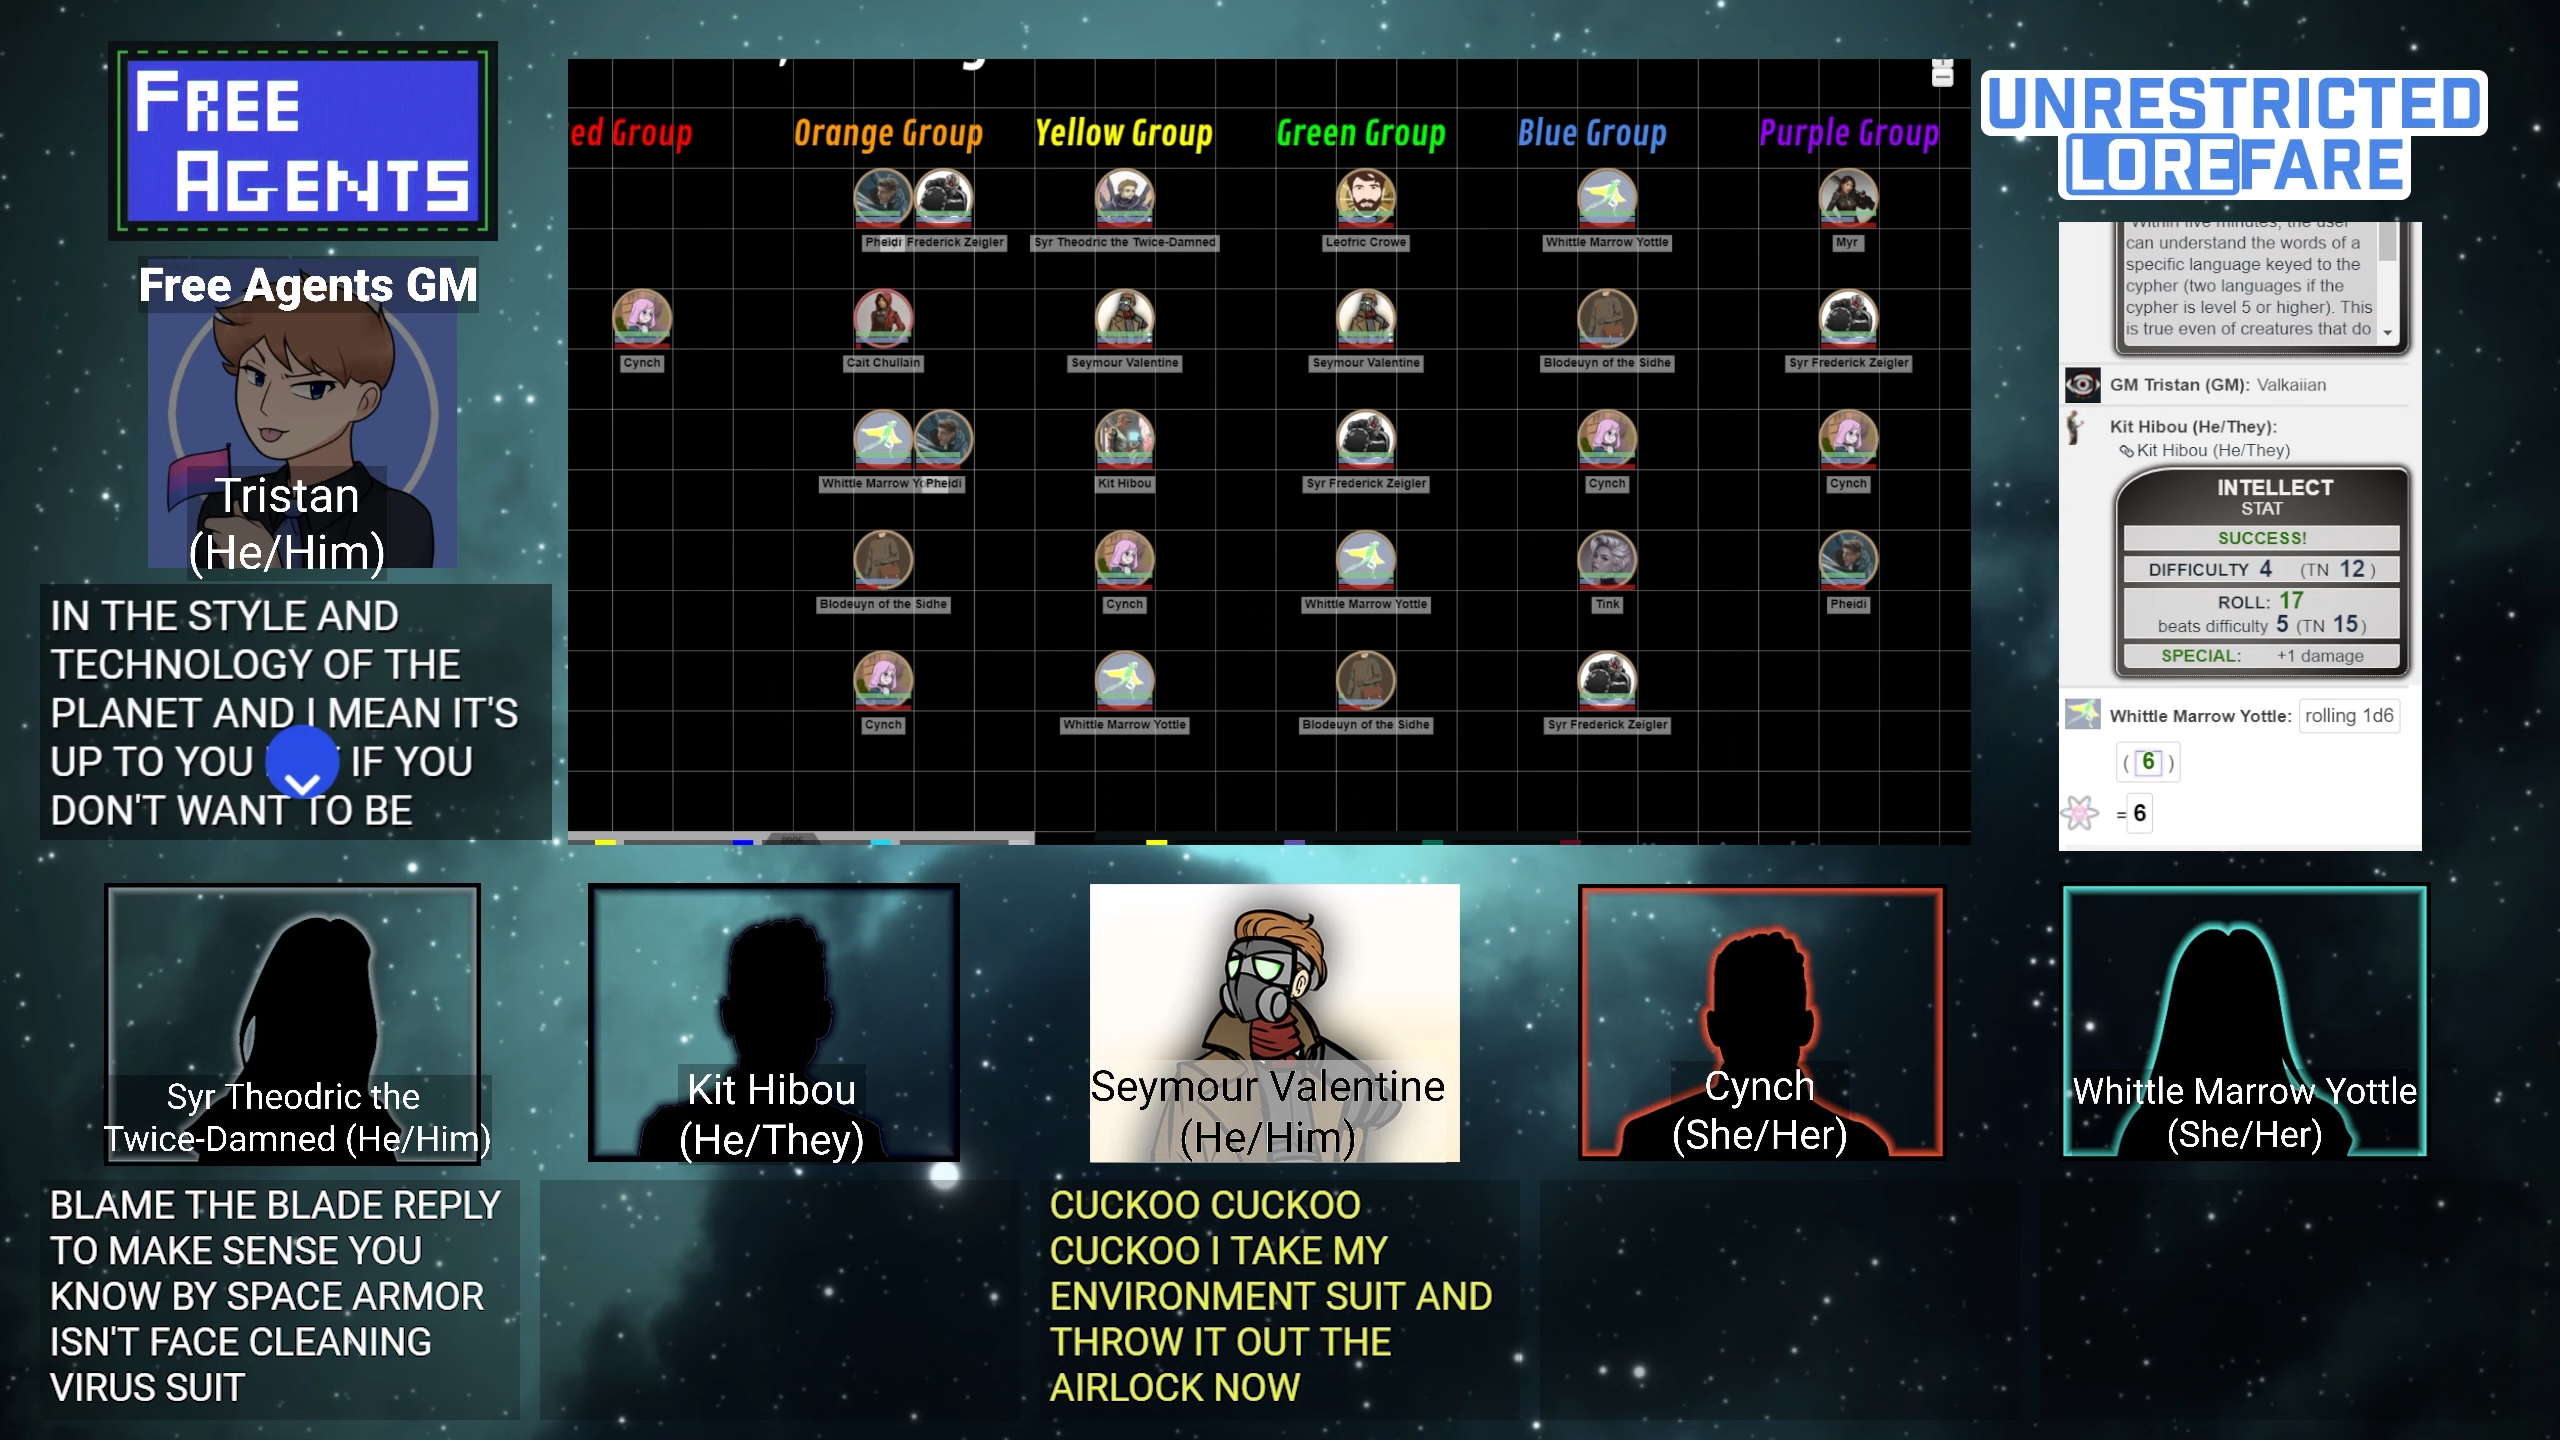 FREE
AGENTS
Free Agents GM
Tristan
(He/Him)
IN THE STYLE AND
TECHNOLOGY OF THE
PLANET AND I MEAN IT'S
UP TO YOU IF YOU
DON'T WANT TO BE
ed Group
Orange Group
Yellow Group
Green Group
Blue Group
Purple Group
Pheidi Frederick Zeigler
Syr Theodric the Twice-Damned
Leofric Crowe
Whittle Marrow Yottle
Myr
Cynch
Cait Chullain
Seymour Valentine
Seymour Valentine
Blodeuyn of the Sidhe
Syr Frederick Zeigler
Whittle Marrow Yo
Pheidi
Kit Hibou
Syr Frederick Zeigler
Cynch
Cynch
Blodeuyn of the Sidhe
Cynch
Whittle Marrow Yottle
Tink
Pheidi
Cynch
Whittle Marrow Yottle
Blodeuyn of the Sidhe
Syr Frederick Zeigler
UNRESTRICTED
LOREFARE
Within five minutes, the user
can understand the words of a
specific language keyed to the
cypher (two languages if the
cypher is level 5 or higher). This
is true even of creatures that do
GM Tristan (GM): Valkaiian
Kit Hibou (He/They):
Kit Hibou (He/They)
INTELLECT
STAT
SUCCESS!
DIFFICULTY 4 (TN 12 )
ROLL: 17
beats difficulty 5 (TN 15)
SPECIAL: +1 damage
Whittle Marrow Yottle: rolling 1d6
( 6 )
= 6
Syr Theodric the
Twice-Damned (He/Him)
Kit Hibou
(He/They)
Seymour Valentine
(He/Him)
Cynch
(She/Her)
Whittle Marrow Yottle
(She/Her)
BLAME THE BLADE REPLY
TO MAKE SENSE YOU
KNOW BY SPACE ARMOR
ISN'T FACE CLEANING
VIRUS SUIT
CUCKOO CUCKOO
CUCKOO I TAKE MY
ENVIRONMENT SUIT AND
THROW IT OUT THE
AIRLOCK NOW